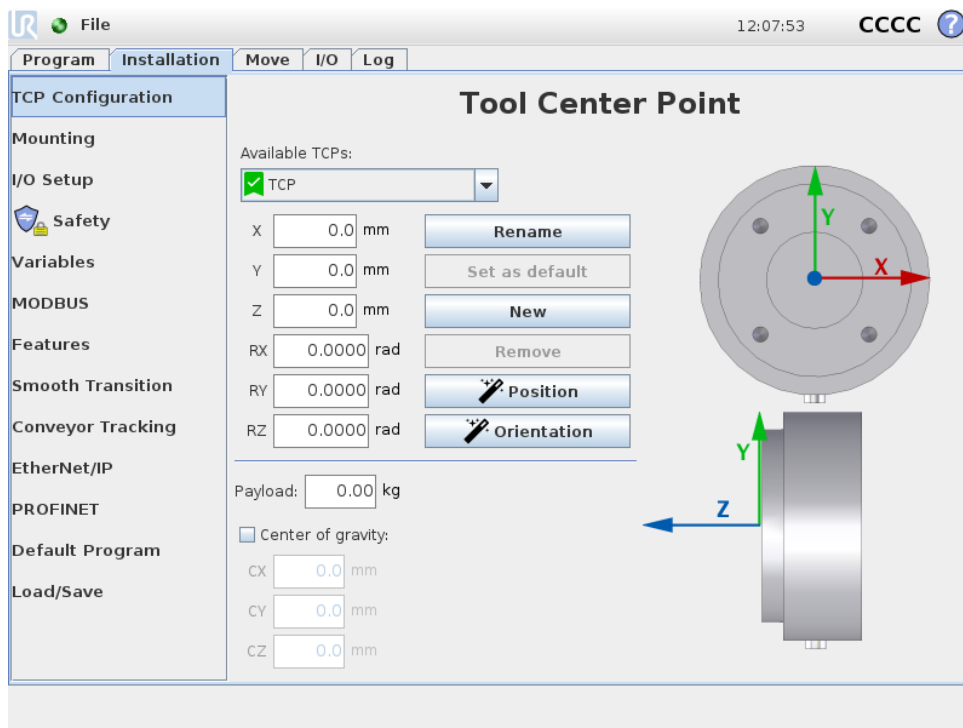 UR File 12:07:53 CCCC ?
Program Installation Move I/O Log
TCP Configuration
Mounting
I/O Setup
Safety
Variables
MODBUS
Features
Smooth Transition
Conveyor Tracking
EtherNet/IP
PROFINET
Default Program
Load/Save
Tool Center Point
Available TCPs:
TCP
X 0.0 mm Rename
Y 0.0 mm Set as default
Z 0.0 mm New
RX 0.0000 rad Remove
RY 0.0000 rad Position
RZ 0.0000 rad Orientation
Payload: 0.00 kg
Center of gravity:
CX 0.0 mm
CY 0.0 mm
CZ 0.0 mm
Y
X
Y
Z